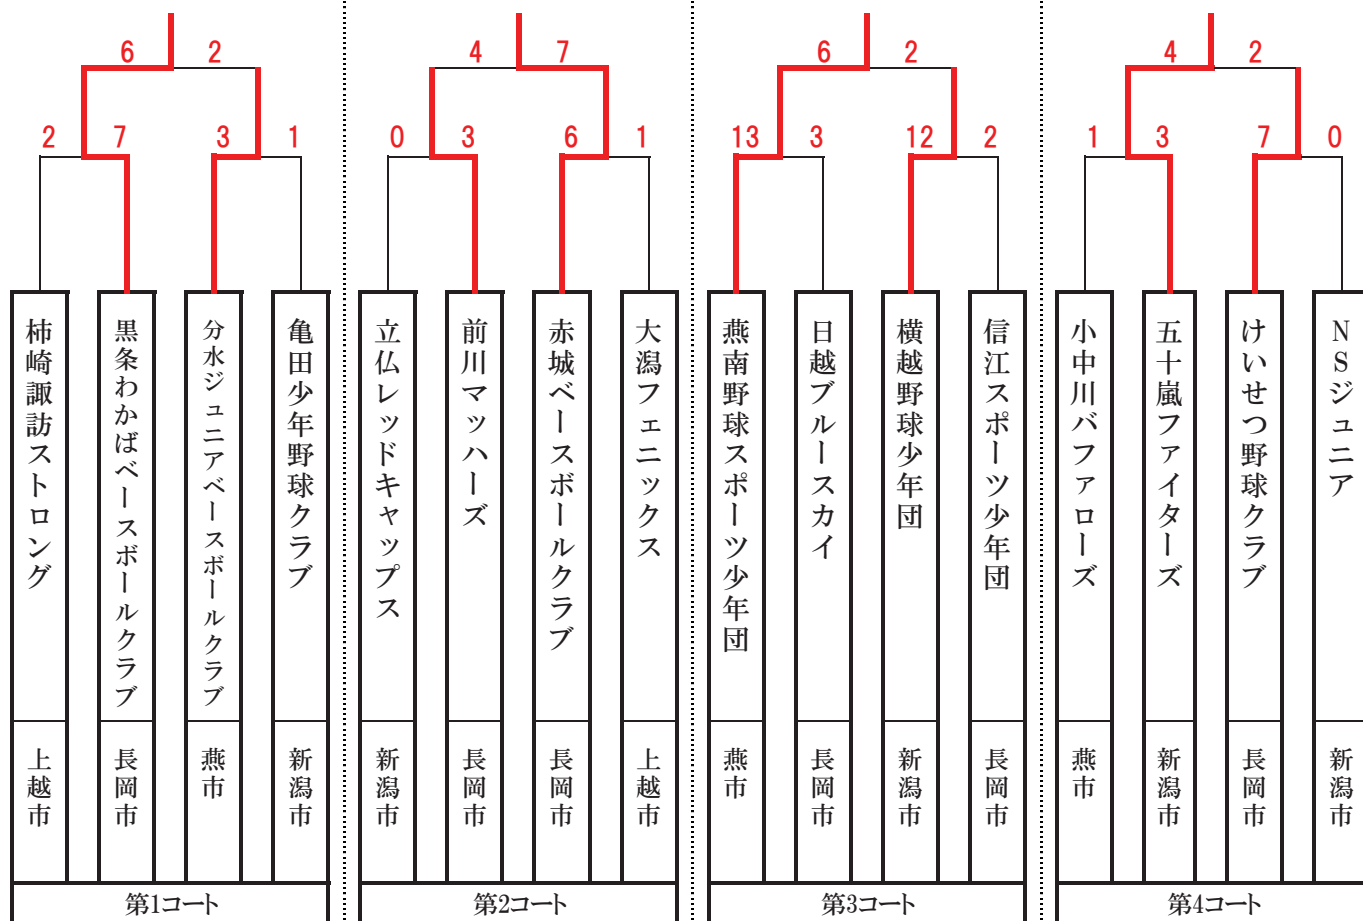 6 2 4 7 6 2 4 2
2 7 3 1 0 3 6 1 13 3 12 2 1 3 7 0
柿崎諏訪ストロング
黒条わかばベースボールクラブ
分水ジュニアベースボールクラブ
亀田少年野球クラブ
立仏レッドキャップス
前川マッハーズ
赤城ベースボールクラブ
大潟フェニックス
燕南野球スポーツ少年団
日越ブルースカイ
横越野球少年団
信江スポーツ少年団
小中川バファローズ
五十嵐ファイターズ
けいせつ野球クラブ
NSジュニア
上越市
長岡市
燕市
新潟市
新潟市
長岡市
長岡市
上越市
燕市
長岡市
新潟市
長岡市
燕市
新潟市
長岡市
新潟市
第1コート
第2コート
第3コート
第4コート